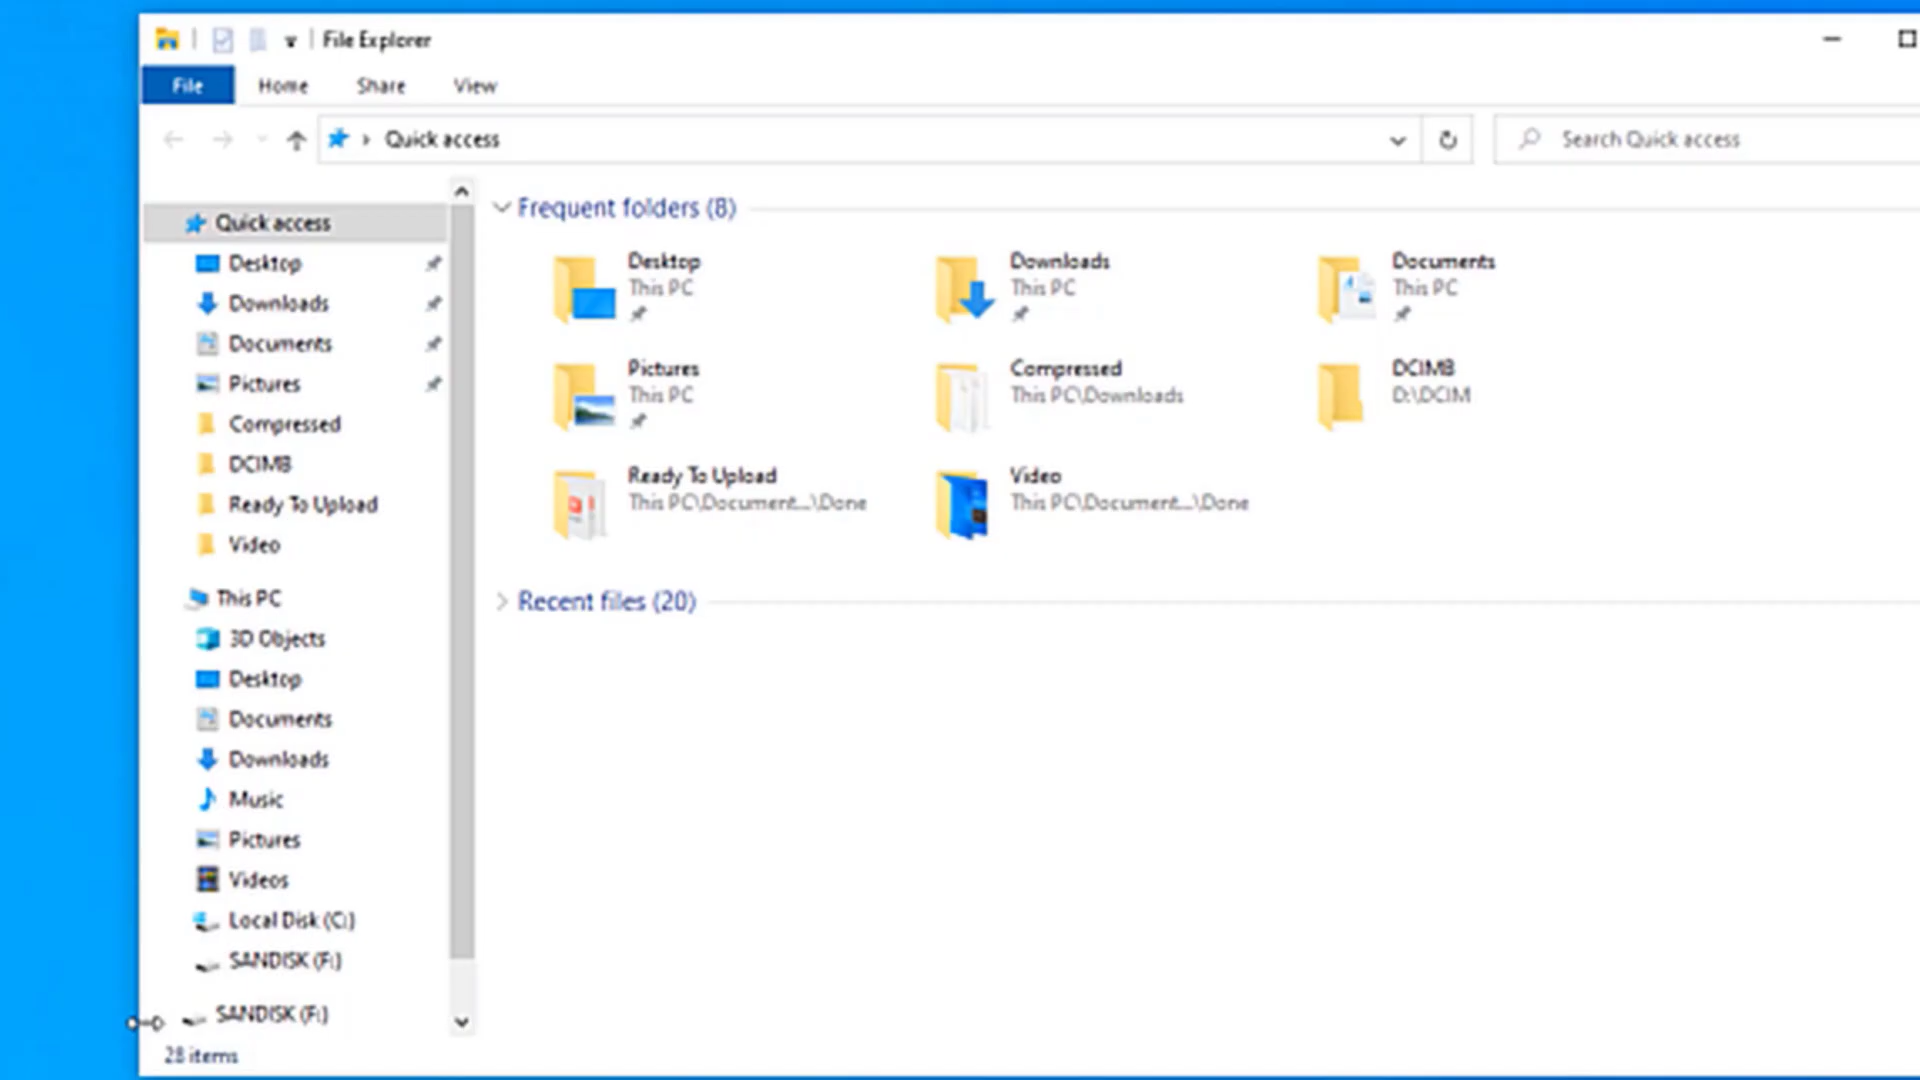 File Explorer
File Home Share View
Quick access
Search Quick access
Quick access
Desktop
Downloads
Documents
Pictures
Compressed
DCIMB
Ready To Upload
Video
This PC
3D Objects
Desktop
Documents
Downloads
Music
Pictures
Videos
Local Disk (C:)
SANDISK (F:)
SANDISK (F:)
28 items
Frequent folders (8)
Desktop
This PC
Downloads
This PC
Documents
This PC
Pictures
This PC
Compressed
This PC\Downloads
DCIMB
D:\DCIM
Ready To Upload
This PC\Document...\Done
Video
This PC\Document...\Done
Recent files (20)